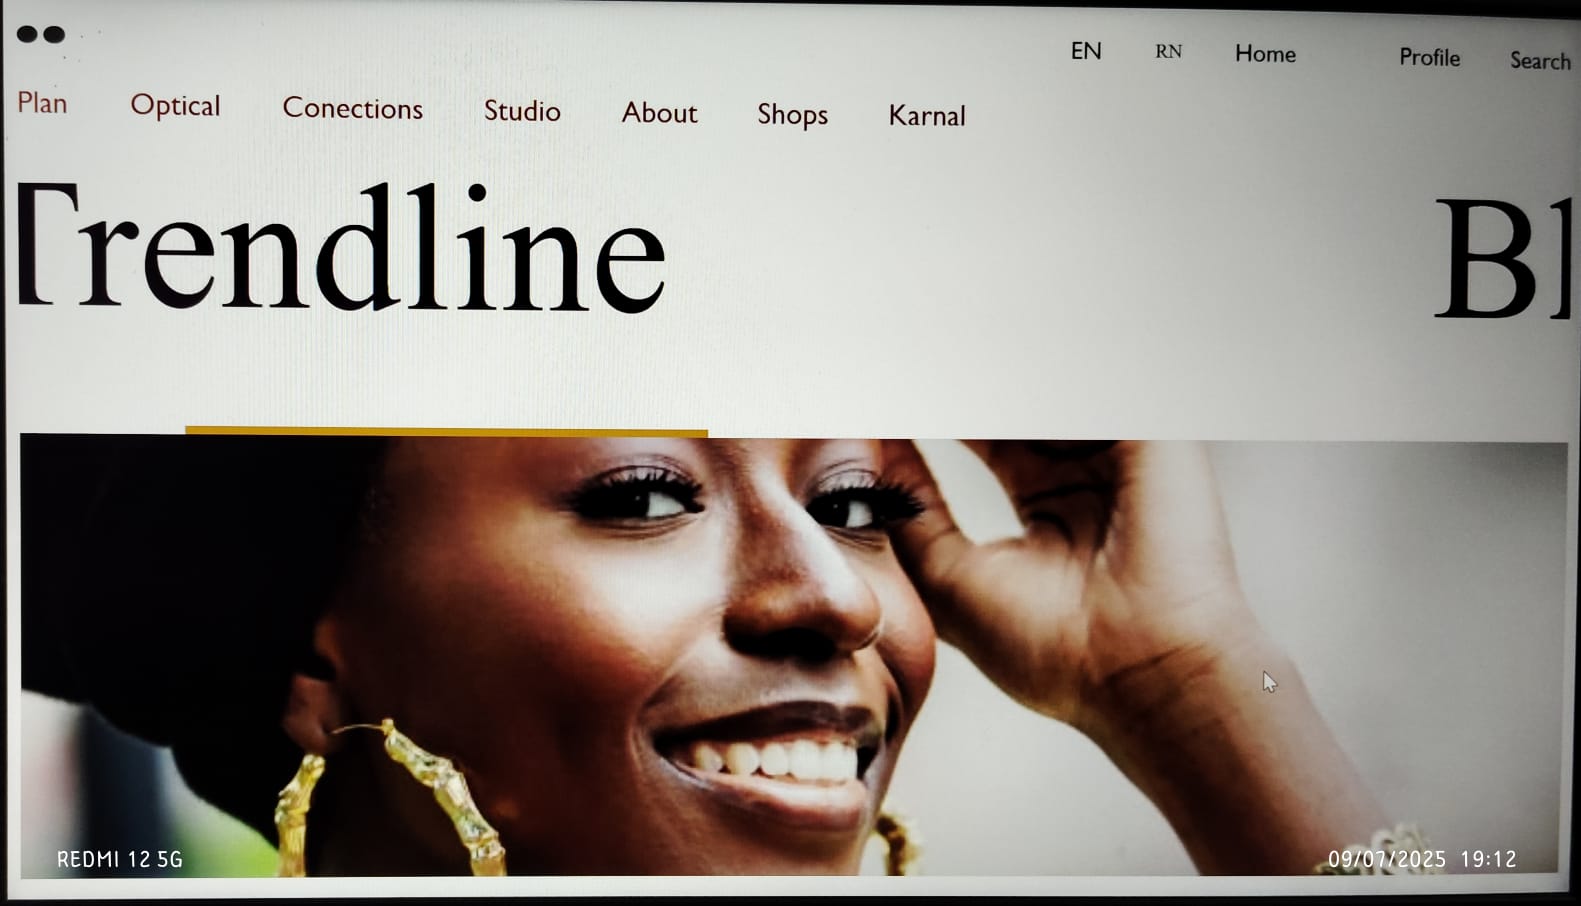 EN RN Home Profile Search
Plan Optical Conections Studio About Shops Karnal
Trendline Bl
REDMI 12 5G 09/07/2025 19:12